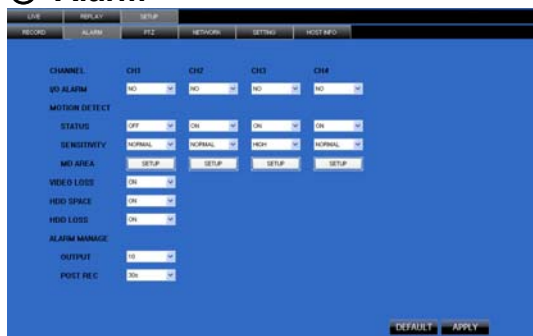 Alarm
LIVE REPLAY SETUP
RECORD ALARM PTZ NETWORK SETTING HOST INFO
CHANNEL CH1 CH2 CH3 CH4
I/O ALARM NO NO NO NO
MOTION DETECT
STATUS OFF ON ON ON
SENSITIVITY NORMAL NORMAL HIGH NORMAL
MD AREA SETUP SETUP SETUP SETUP
VIDEO LOSS ON
HDD SPACE ON
HDD LOSS ON
ALARM MANAGE
OUTPUT 10
POST REC 30s
DEFAULT APPLY